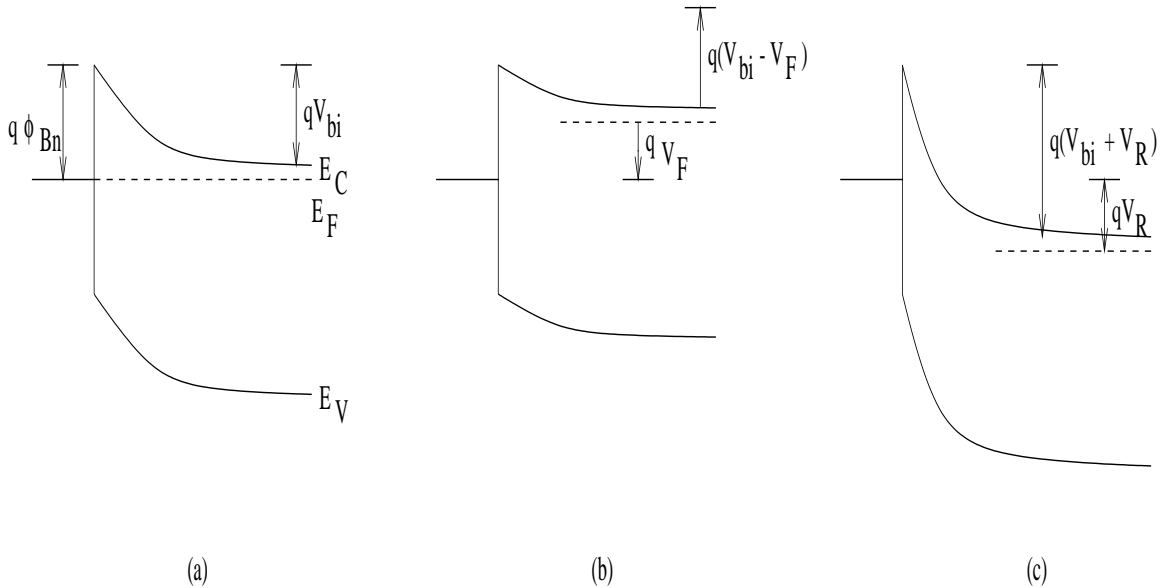 q ϕ Bn
qV bi
E C
E F
E V
(a)
q(V bi - V F )
q V F
(b)
q(V bi + V R )
qV R
(c)